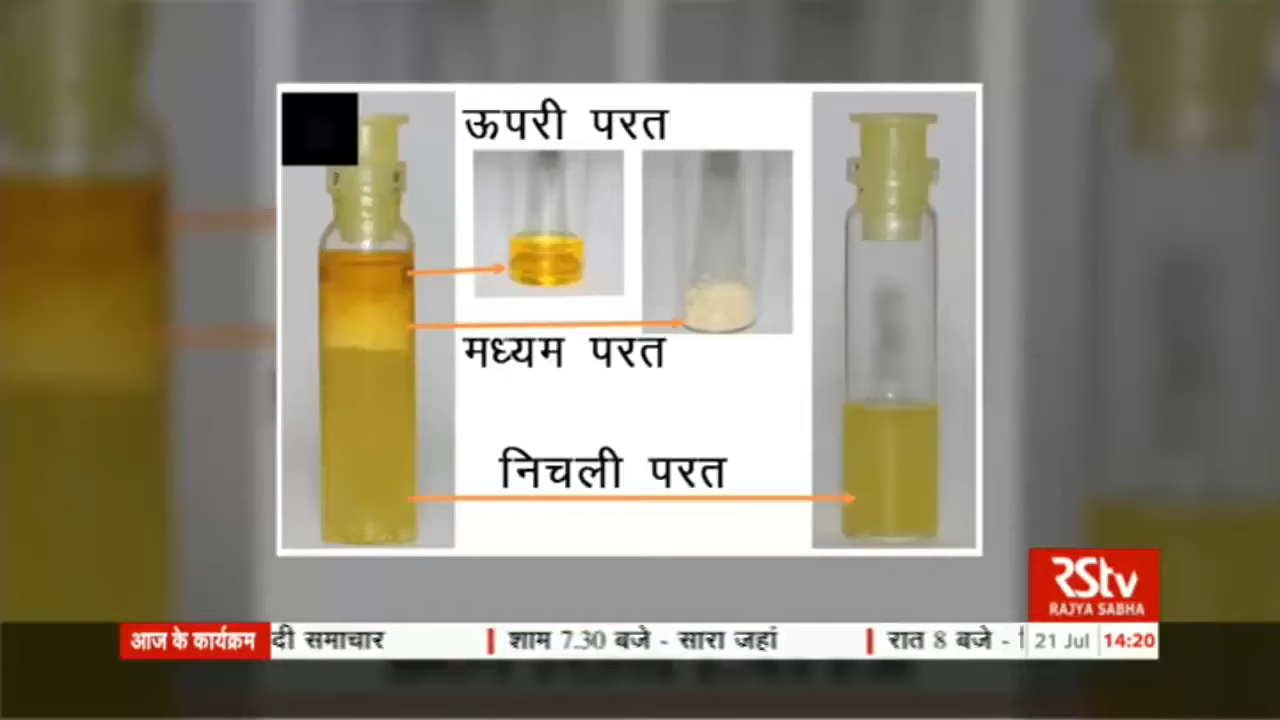 ऊपरी परत
मध्यम परत
निचली परत
RStv
RAJYA SABHA
आज के कार्यक्रम
दी समाचार | शाम 7.30 बजे - सारा जहां | रात 8 बजे -
21 Jul 14:20